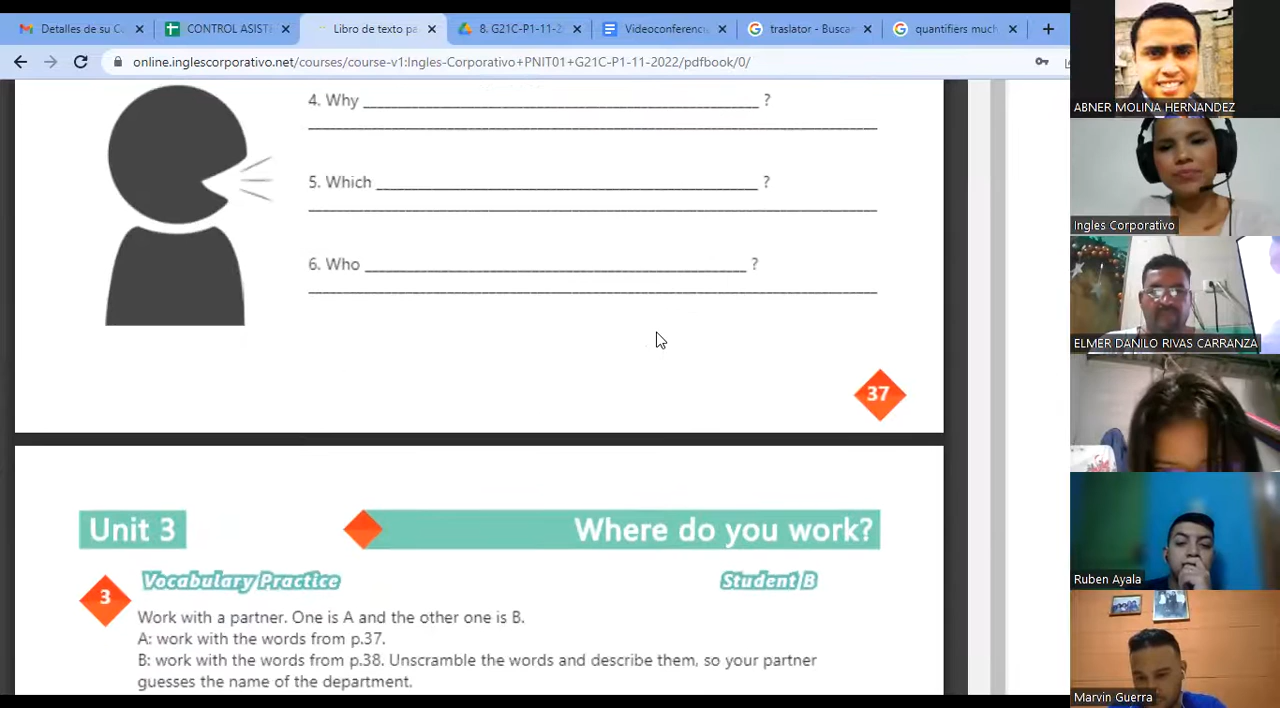 Detalles de su C
CONTROL ASIST
Libro de texto pa
8. G21C-P1-11-2
Videoconferenc
traslator - Buscar
quantifiers much
online.inglescorporativo.net/courses/course-v1:Ingles-Corporativo+PNIT01+G21C-P1-11-2022/pdfbook/0/
4. Why ?
5. Which ?
6. Who ?
37
Unit 3
Where do you work?
3
Vocabulary Practice
Student B
Work with a partner. One is A and the other one is B.
A: work with the words from p.37.
B: work with the words from p.38. Unscramble the words and describe them, so your partner
guesses the name of the department.
ABNER MOLINA HERNANDEZ
Ingles Corporativo
ELMER DANILO RIVAS CARRANZA
Ruben Ayala
Marvin Guerra